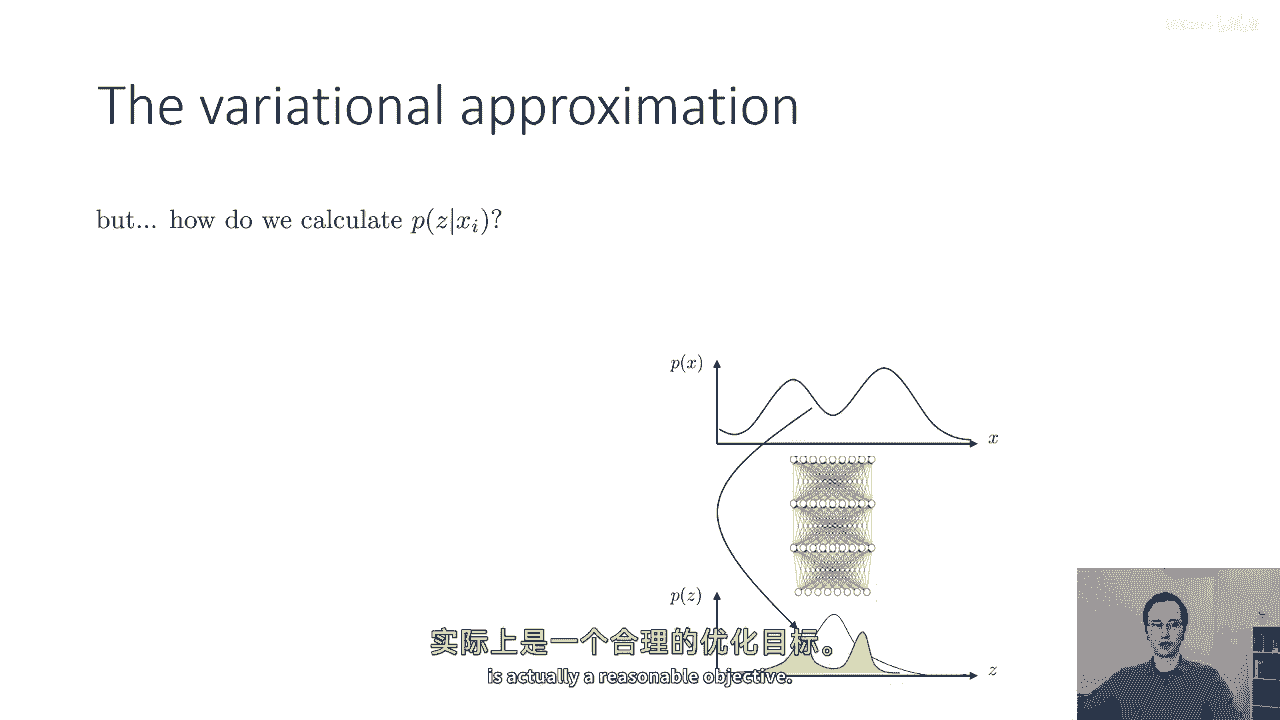 The variational approximation
but... how do we calculate p(z|x_i)?
p(x)
x
p(z)
z
实际上是一个合理的优化目标。
is actually a reasonable objective.